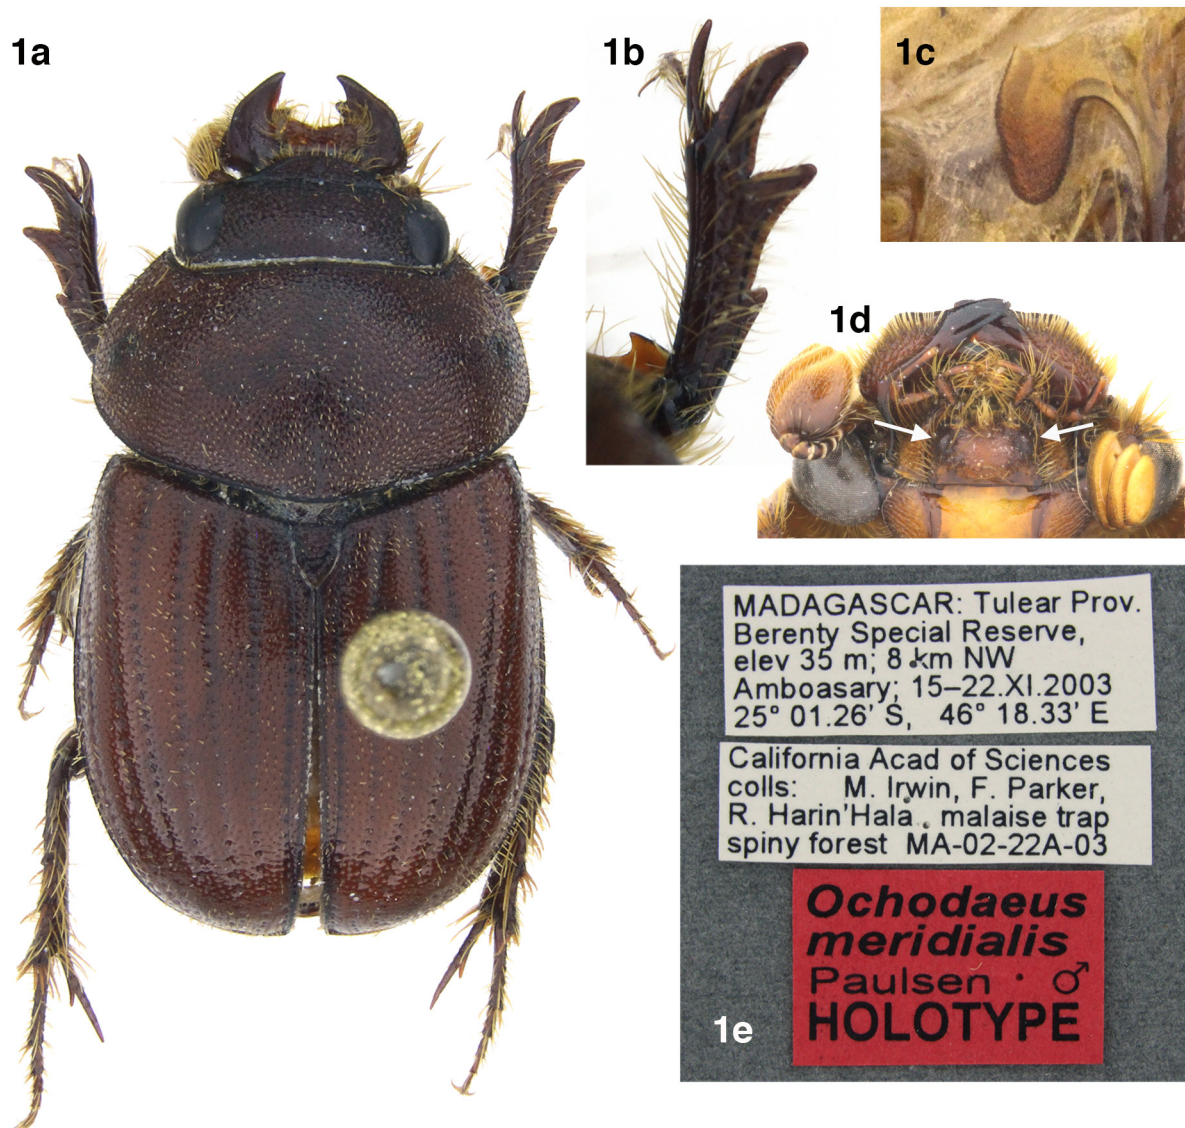 1a
1b
1c
1d
MADAGASCAR: Tulear Prov.
Berenty Special Reserve,
elev 35 m; 8 km NW
Amboasary; 15–22.XI.2003
25° 01.26' S, 46° 18.33' E
California Acad of Sciences
colls: M. Irwin, F. Parker,
R. Harin'Hala malaise trap
spiny forest MA-02-22A-03
Ochodaeus
meridialis
Paulsen ♂
HOLOTYPE
1e